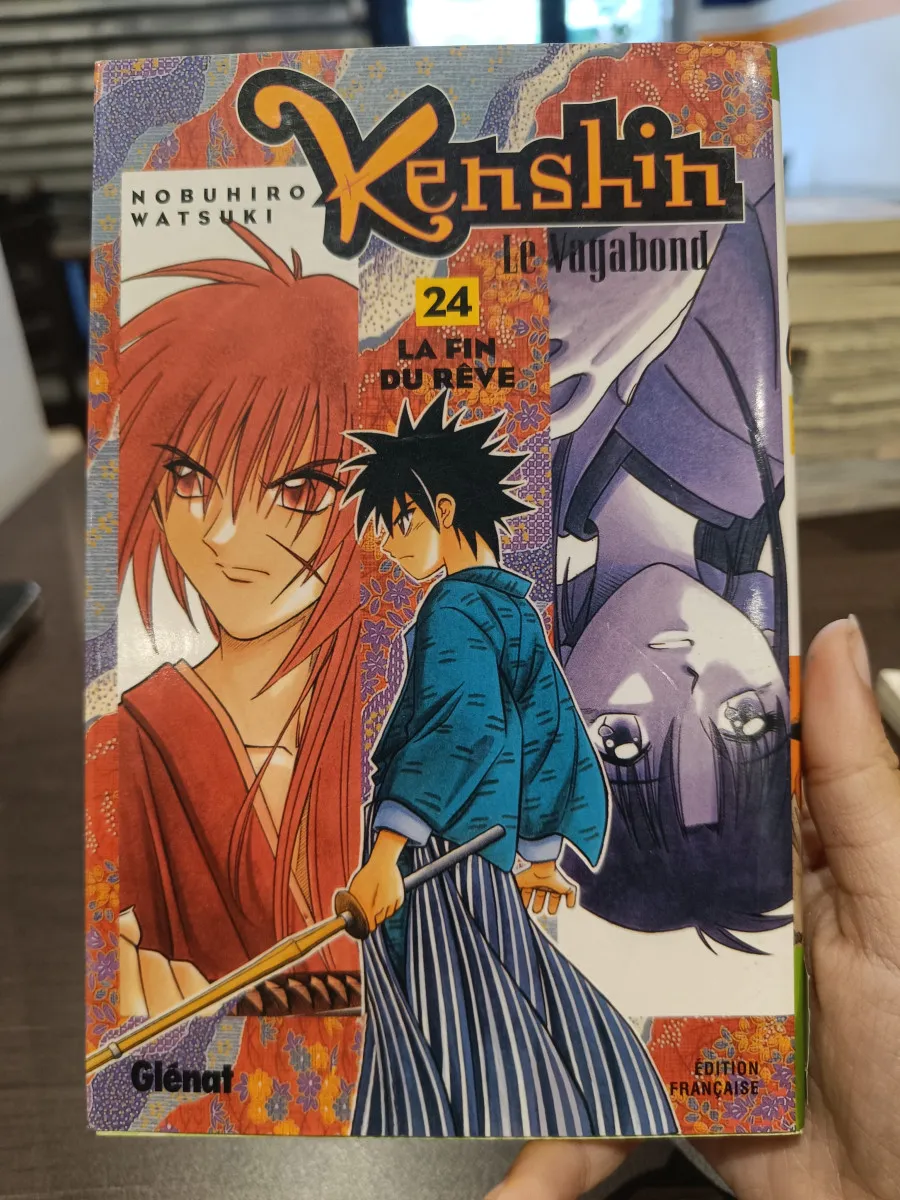 NOBUHIRO
WATSUKI
Kenshin
Le Vagabond
24
LA FIN
DU RÊVE
Glénat
ÉDITION
FRANÇAISE